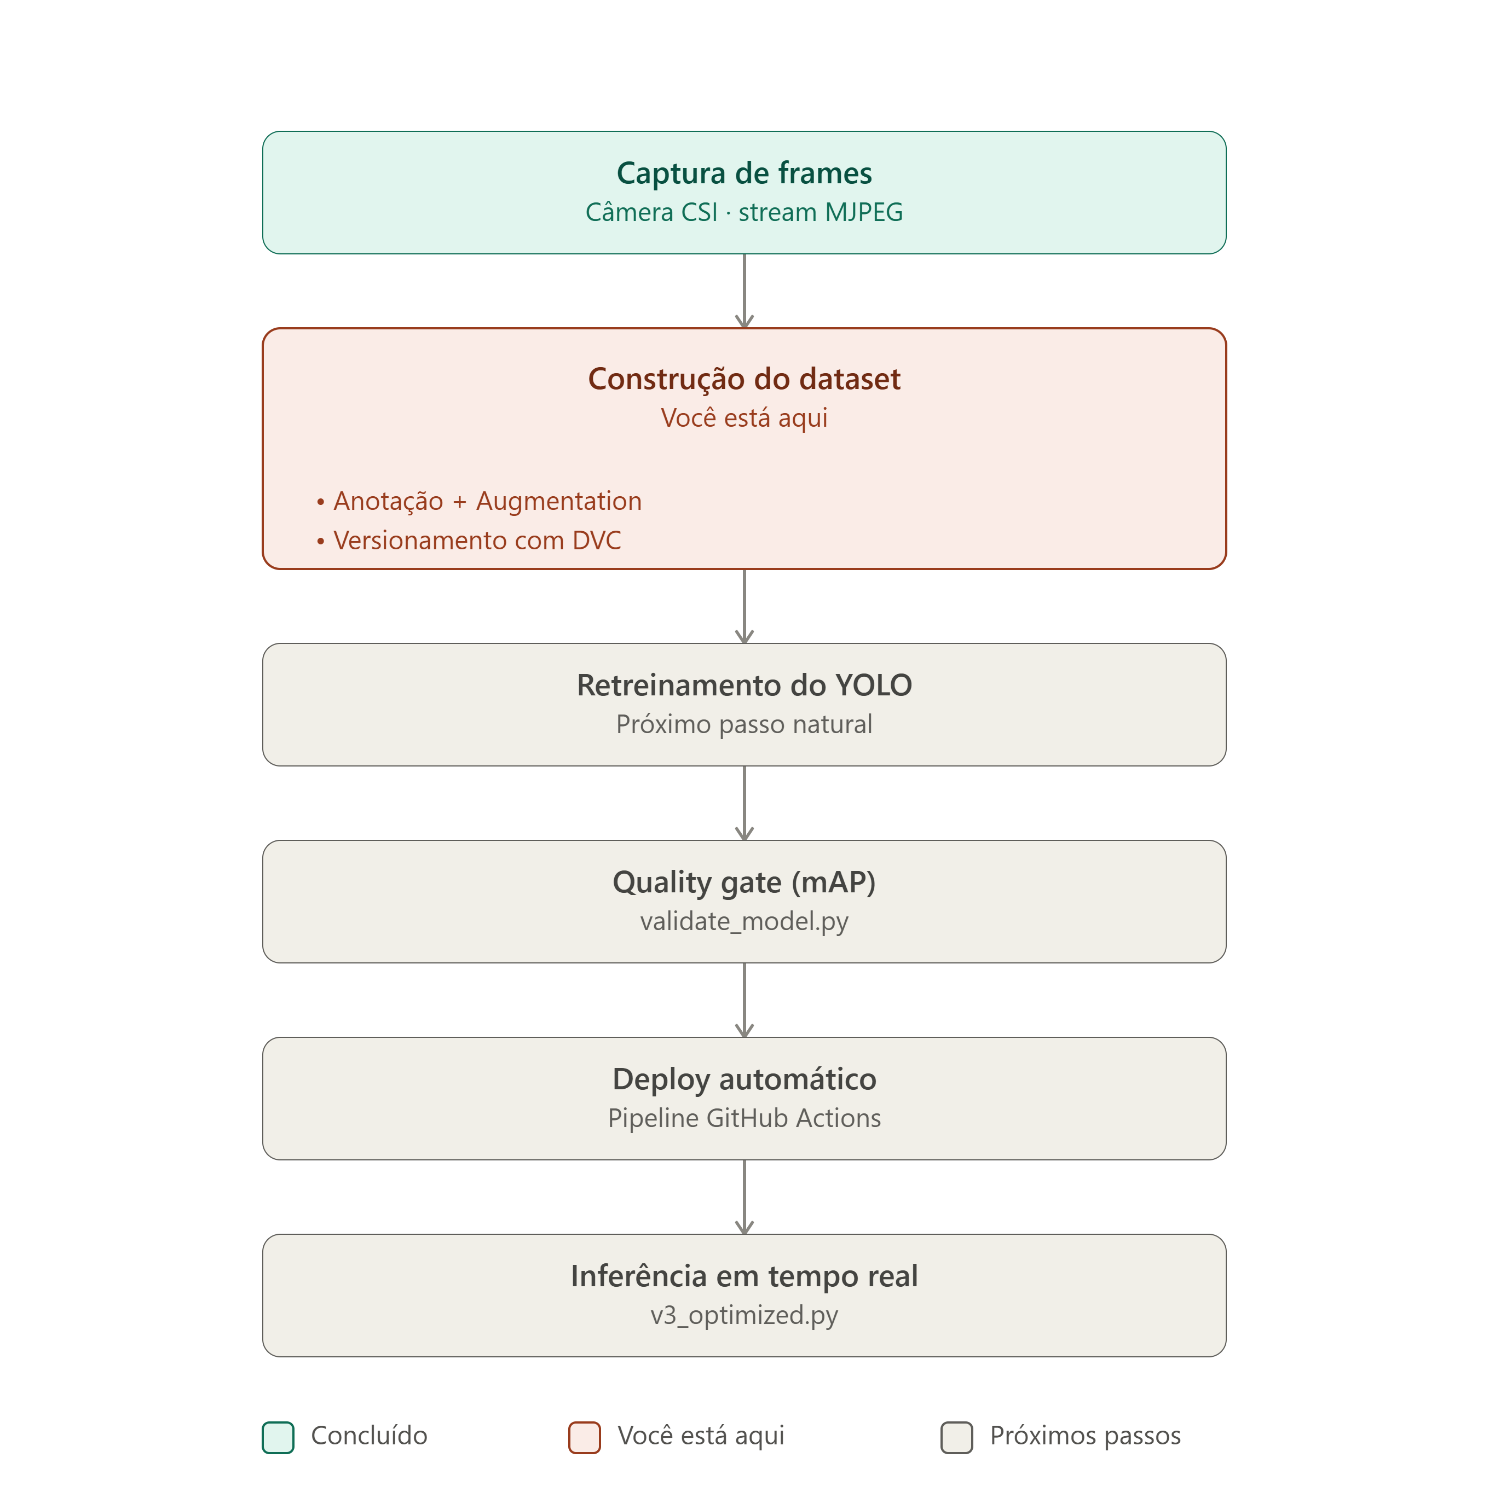 Captura de frames
Câmera CSI · stream MJPEG
Construção do dataset
Você está aqui
• Anotação + Augmentation
• Versionamento com DVC
Retreinamento do YOLO
Próximo passo natural
Quality gate (mAP)
validate_model.py
Deploy automático
Pipeline GitHub Actions
Inferência em tempo real
v3_optimized.py
Concluído
Você está aqui
Próximos passos